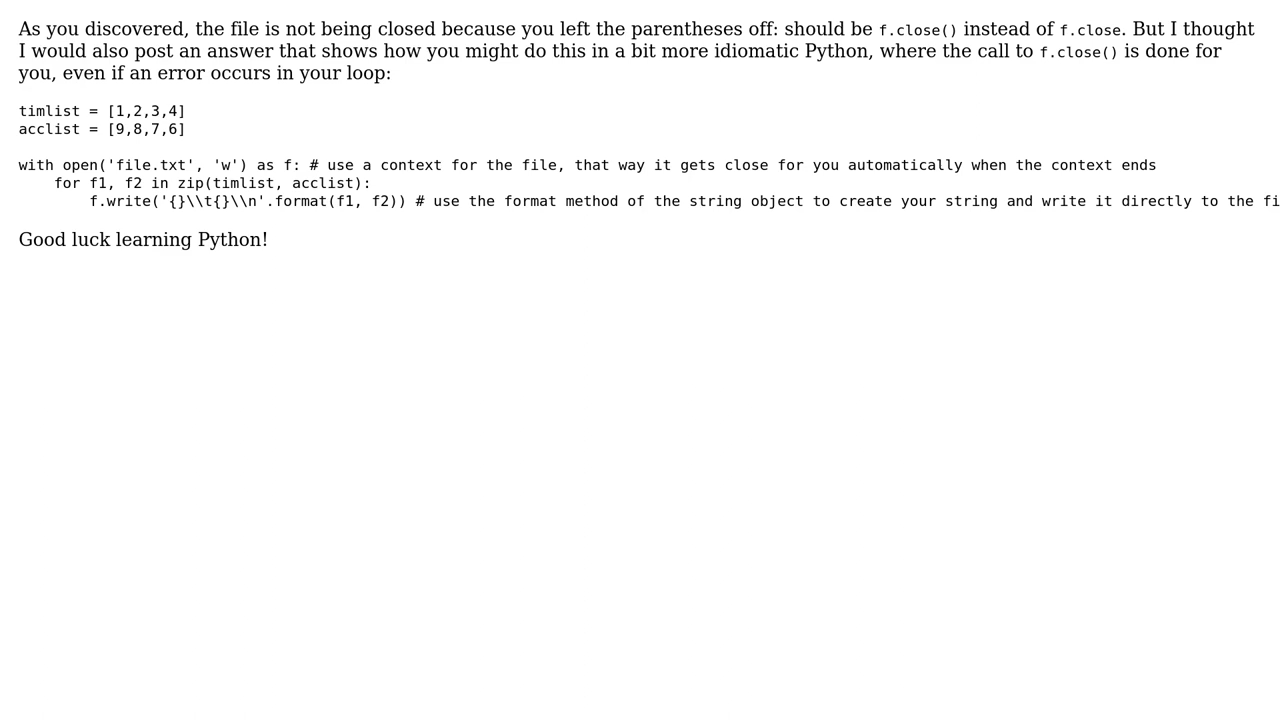 As you discovered, the file is not being closed because you left the parentheses off: should be f.close() instead of f.close. But I thought
I would also post an answer that shows how you might do this in a bit more idiomatic Python, where the call to f.close() is done for
you, even if an error occurs in your loop:
timlist = [1,2,3,4]
acclist = [9,8,7,6]
with open('file.txt', 'w') as f: # use a context for the file, that way it gets close for you automatically when the context ends
    for f1, f2 in zip(timlist, acclist):
        f.write('{}\\t{}\\n'.format(f1, f2)) # use the format method of the string object to create your string and write it directly to the
Good luck learning Python!